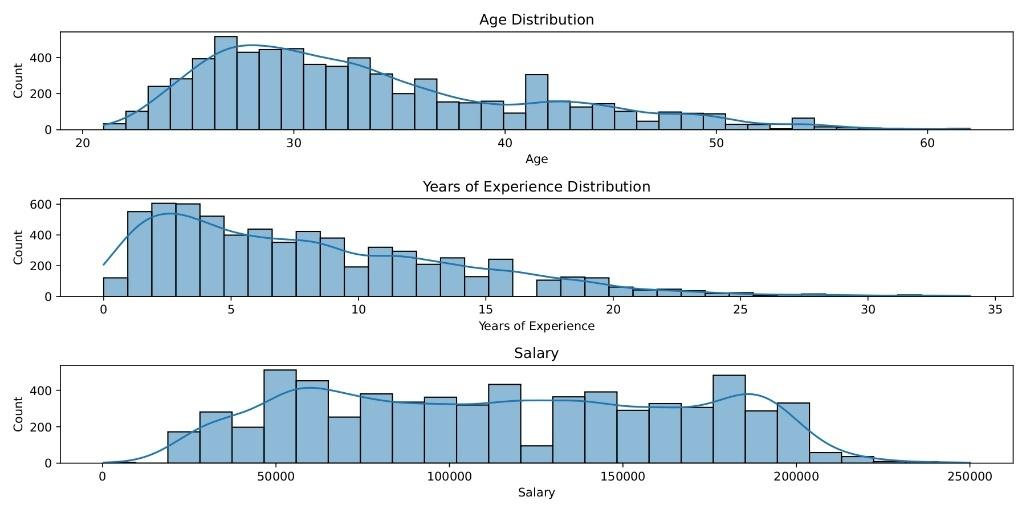 Age Distribution
400
200
0
Count
20 30 40 50 60
Age
Years of Experience Distribution
600
400
200
0
Count
0 5 10 15 20 25 30 35
Years of Experience
Salary
400
200
0
Count
0 50000 100000 150000 200000 250000
Salary